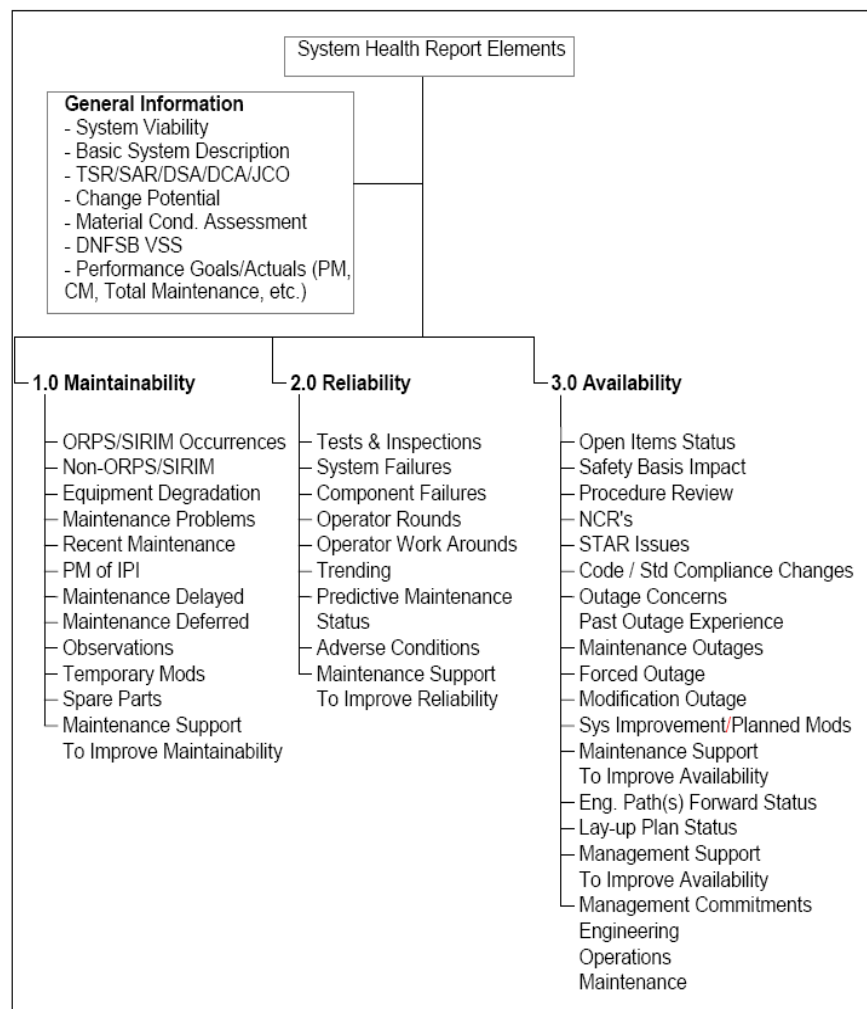 System Health Report Elements
General Information
- System Viability
- Basic System Description
- TSR/SAR/DSA/DCA/JCO
- Change Potential
- Material Cond. Assessment
- DNFSB VSS
- Performance Goals/Actuals (PM,
CM, Total Maintenance, etc.)
1.0 Maintainability
ORPS/SIRIM Occurrences
Non-ORPS/SIRIM
Equipment Degradation
Maintenance Problems
Recent Maintenance
PM of IPI
Maintenance Delayed
Maintenance Deferred
Observations
Temporary Mods
Spare Parts
Maintenance Support
To Improve Maintainability
2.0 Reliability
Tests & Inspections
System Failures
Component Failures
Operator Rounds
Operator Work Arounds
Trending
Predictive Maintenance
Status
Adverse Conditions
Maintenance Support
To Improve Reliability
3.0 Availability
Open Items Status
Safety Basis Impact
Procedure Review
NCR's
STAR Issues
Code / Std Compliance Changes
Outage Concerns
Past Outage Experience
Maintenance Outages
Forced Outage
Modification Outage
Sys Improvement/Planned Mods
Maintenance Support
To Improve Availability
Eng. Path(s) Forward Status
Lay-up Plan Status
Management Support
To Improve Availability
Management Commitments
Engineering
Operations
Maintenance